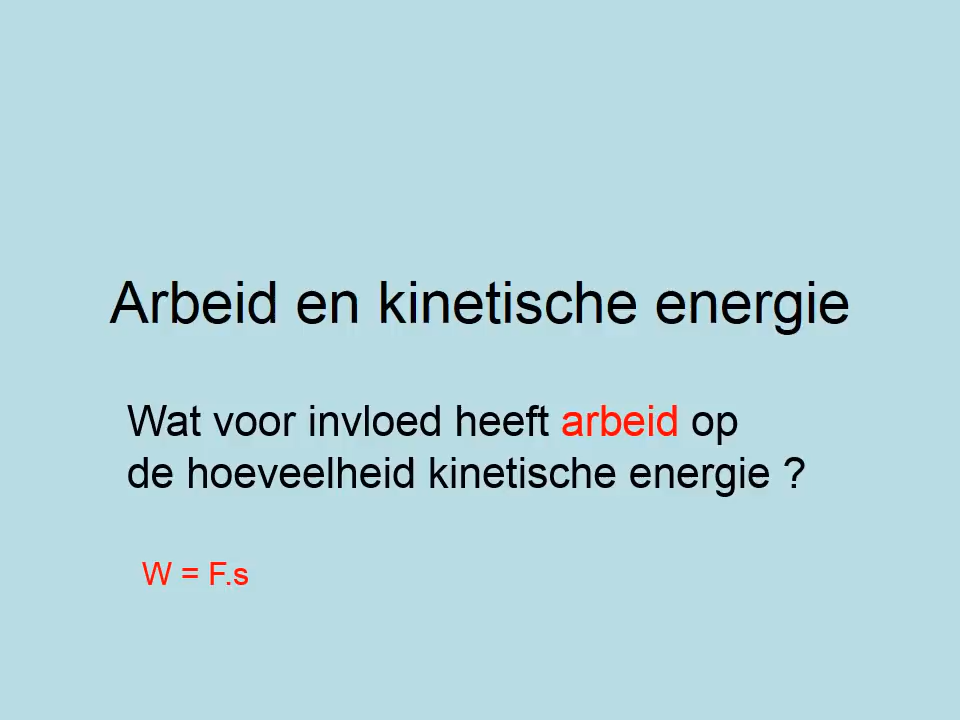 Arbeid en kinetische energie
Wat voor invloed heeft arbeid op
de hoeveelheid kinetische energie ?
W = F.s